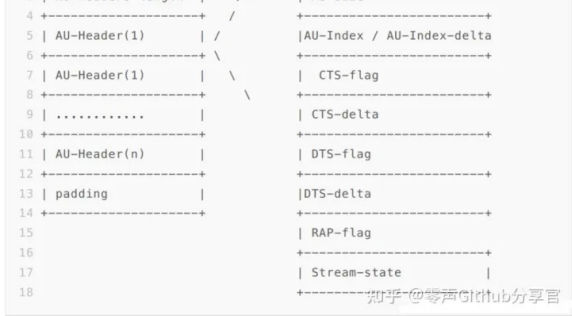 4 +--------------------+ / +-----------------------+
5 | AU-Header(1) | / |AU-Index / AU-Index-delta
6 +--------------------+ \ +-----------------------+
7 | AU-Header(1) | \ | CTS-flag
8 +--------------------+ \ +-----------------------+
9 | ............ | | CTS-delta
10 +--------------------+ +-----------------------+
11 | AU-Header(n) | | DTS-flag
12 +--------------------+ +-----------------------+
13 | padding | |DTS-delta
14 +--------------------+ +-----------------------+
15 | RAP-flag
16 +-----------------------+
17 | Stream-state |
18 +-----------------------+
知乎 @零声Github分享官